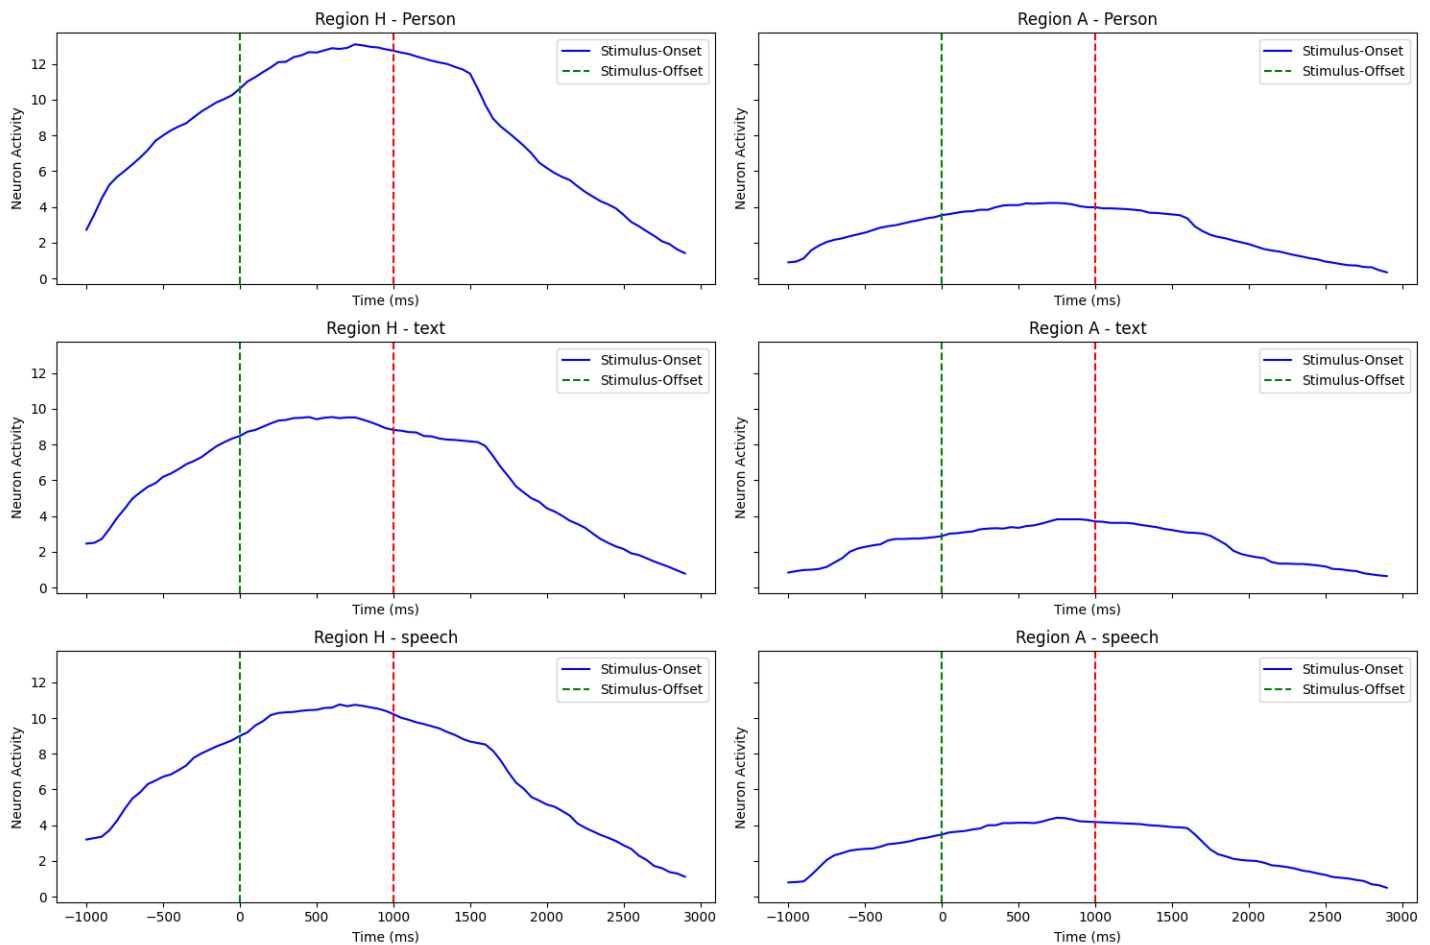 Region H - Person
Stimulus-Onset
Stimulus-Offset
Neuron Activity
12
10
8
6
4
2
0
Time (ms)
Region A - Person
Stimulus-Onset
Stimulus-Offset
Neuron Activity
Time (ms)
Region H - text
Stimulus-Onset
Stimulus-Offset
Neuron Activity
12
10
8
6
4
2
0
Time (ms)
Region A - text
Stimulus-Onset
Stimulus-Offset
Neuron Activity
Time (ms)
Region H - speech
Stimulus-Onset
Stimulus-Offset
Neuron Activity
12
10
8
6
4
2
0
−1000 −500 0 500 1000 1500 2000 2500 3000
Time (ms)
Region A - speech
Stimulus-Onset
Stimulus-Offset
Neuron Activity
−1000 −500 0 500 1000 1500 2000 2500 3000
Time (ms)